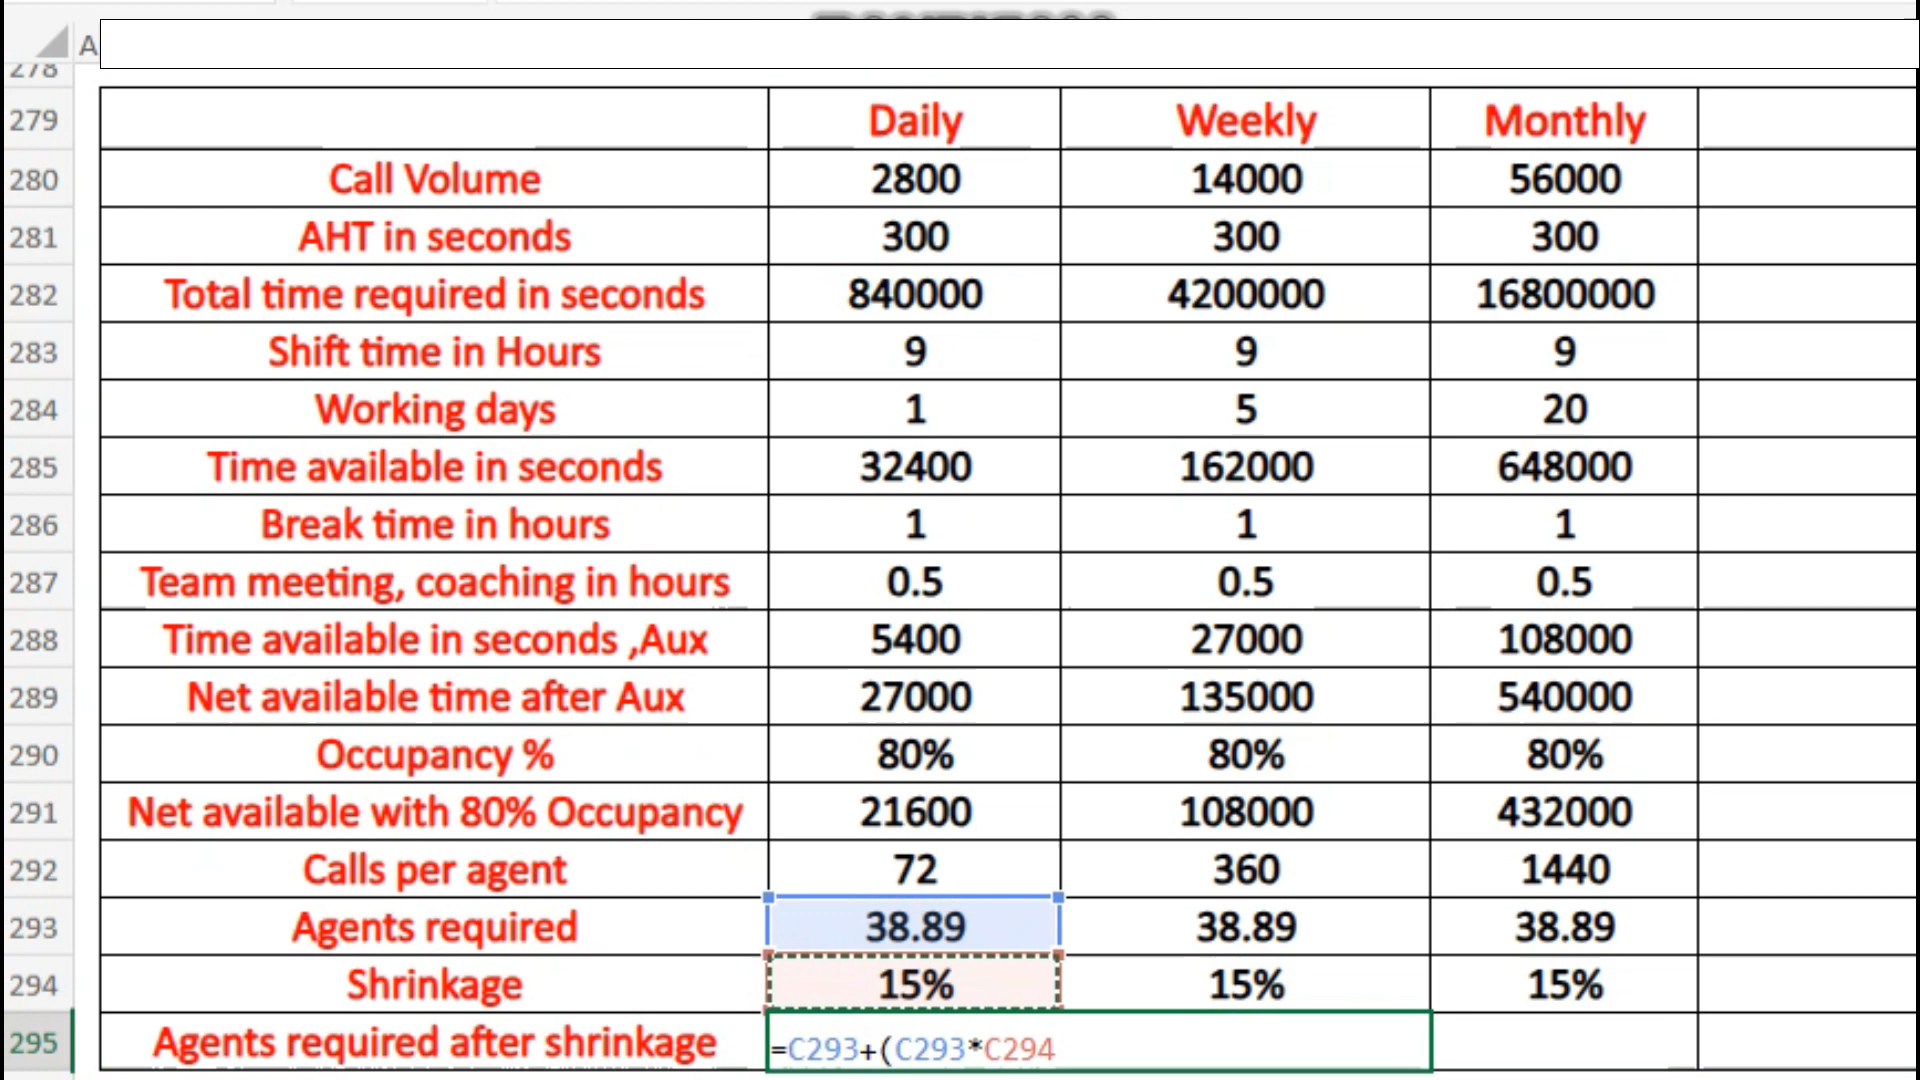 A
278
279 Daily Weekly Monthly
280 Call Volume 2800 14000 56000
281 AHT in seconds 300 300 300
282 Total time required in seconds 840000 4200000 16800000
283 Shift time in Hours 9 9 9
284 Working days 1 5 20
285 Time available in seconds 32400 162000 648000
286 Break time in hours 1 1 1
287 Team meeting, coaching in hours 0.5 0.5 0.5
288 Time available in seconds ,Aux 5400 27000 108000
289 Net available time after Aux 27000 135000 540000
290 Occupancy % 80% 80% 80%
291 Net available with 80% Occupancy 21600 108000 432000
292 Calls per agent 72 360 1440
293 Agents required 38.89 38.89 38.89
294 Shrinkage 15% 15% 15%
295 Agents required after shrinkage =C293+(C293*C294